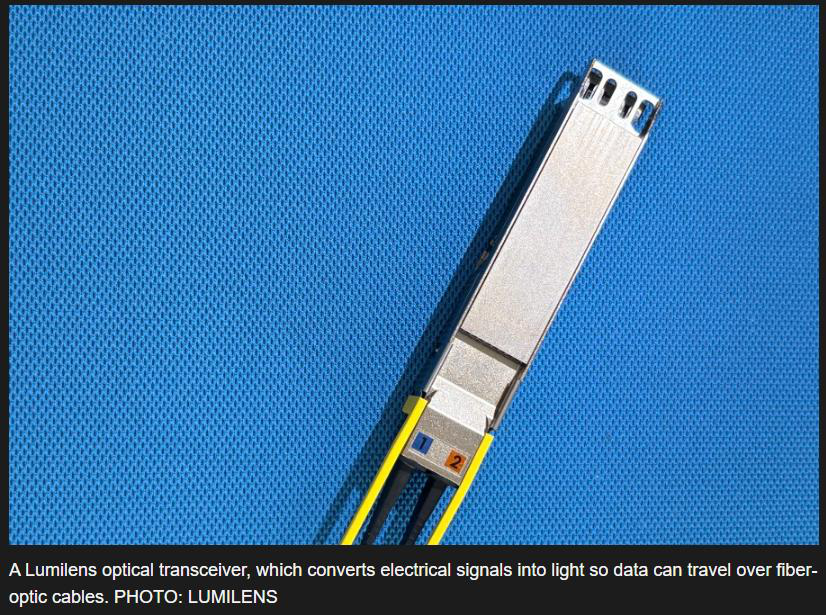 1
2
A Lumilens optical transceiver, which converts electrical signals into light so data can travel over fiber-
optic cables. PHOTO: LUMILENS